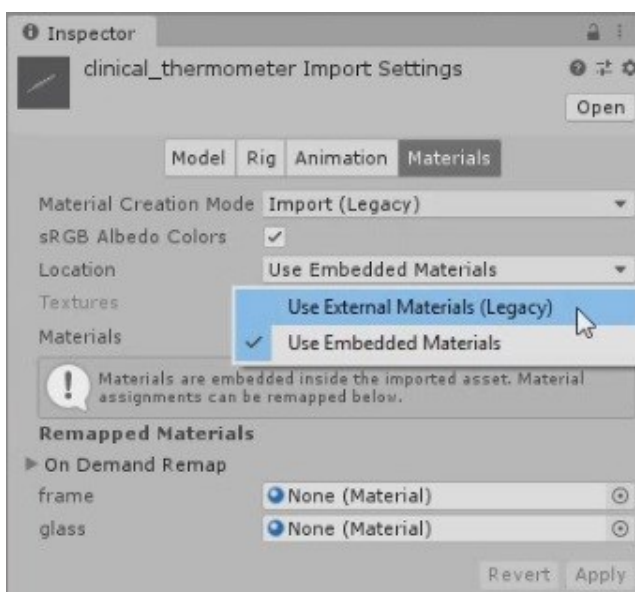 Inspector
clinical_thermometer Import Settings
Open
Model Rig Animation Materials
Material Creation Mode Import (Legacy)
sRGB Albedo Colors
Location Use Embedded Materials
Textures Use External Materials (Legacy)
Materials Use Embedded Materials
Materials are embedded inside the imported asset. Material
assignments can be remapped below.
Remapped Materials
On Demand Remap
frame None (Material)
glass None (Material)
Revert Apply